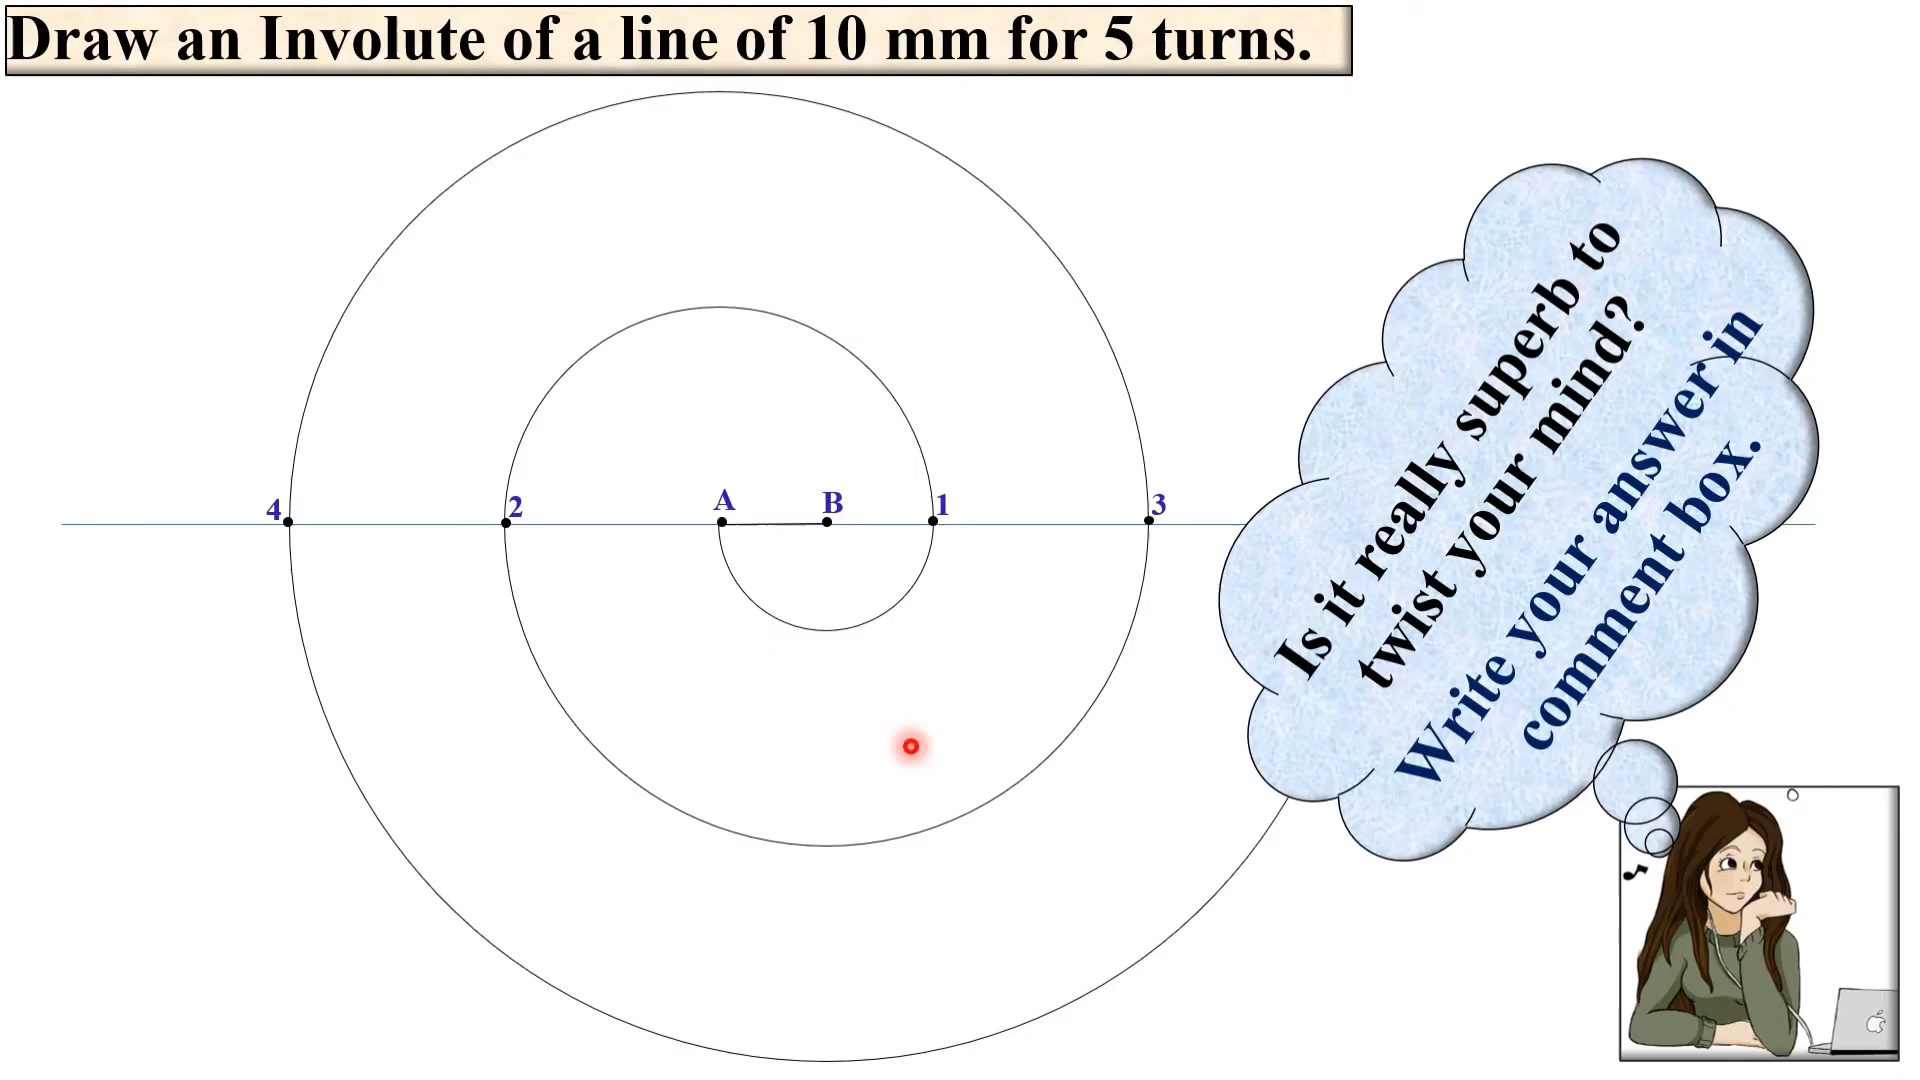 Draw an Involute of a line of 10 mm for 5 turns.
4
2
A
B
1
3
Is it really superb to
twist your mind?
Write your answer in
comment box.